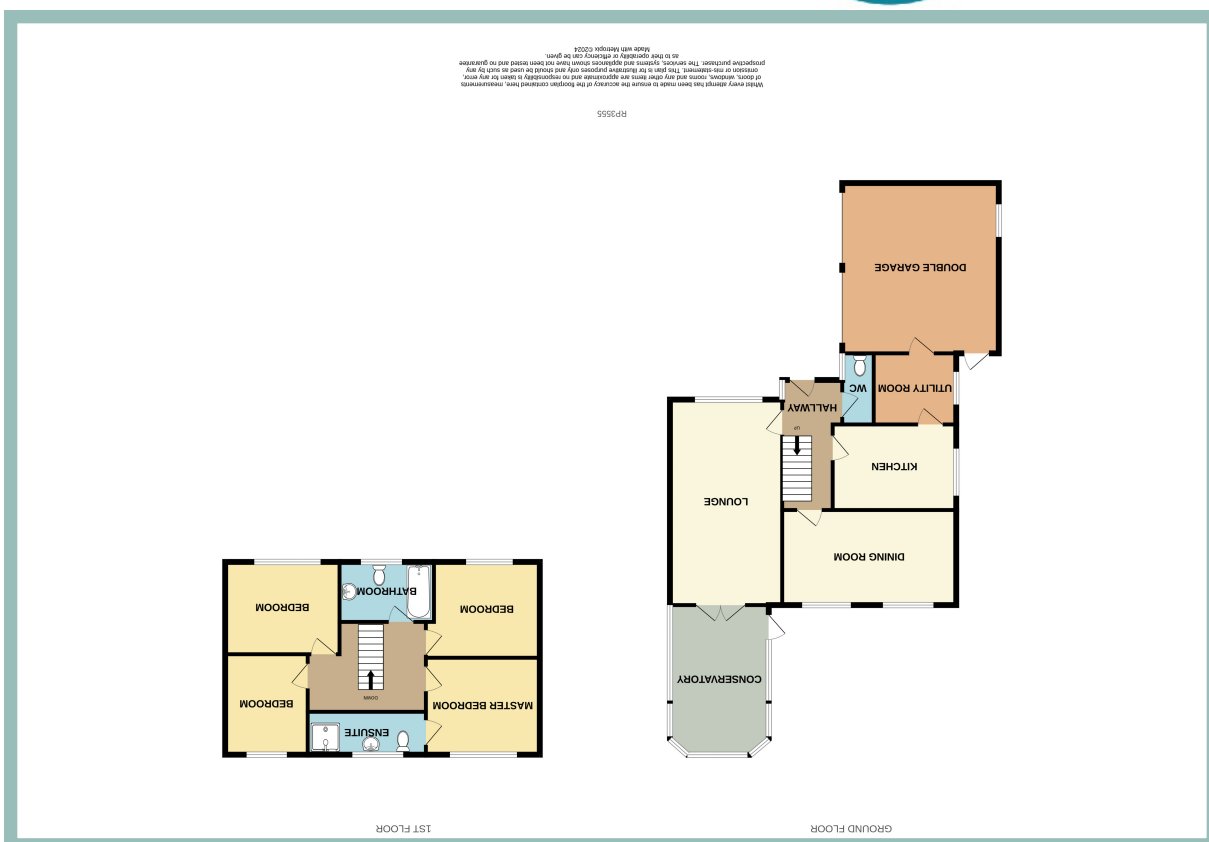 GROUND FLOOR
CONSERVATORY
DINING ROOM
LOUNGE
KITCHEN
UP
HALLWAY
UTILITY ROOM
WC
DOUBLE GARAGE
1ST FLOOR
ENSUITE
MASTER BEDROOM
BEDROOM
DOWN
BEDROOM
BEDROOM
BATHROOM
RP3555
Whilst every attempt has been made to ensure the accuracy of the floorplan contained here, measurements
of doors, windows, rooms and any other items are approximate and no responsibility is taken for any error,
omission or mis-statement. This plan is for illustrative purposes only and should be used as such by any
prospective purchaser. The services, systems and appliances shown have not been tested and no guarantee
as to their operability or efficiency can be given.
Made with Metropix ©2024